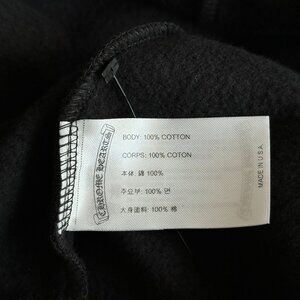 CHROME HEARTS
BODY: 100% COTTON
CORPS: 100% COTON
本体: 綿 100%
주요부: 100% 면
大身面料: 100% 棉
MADE IN U.S.A.